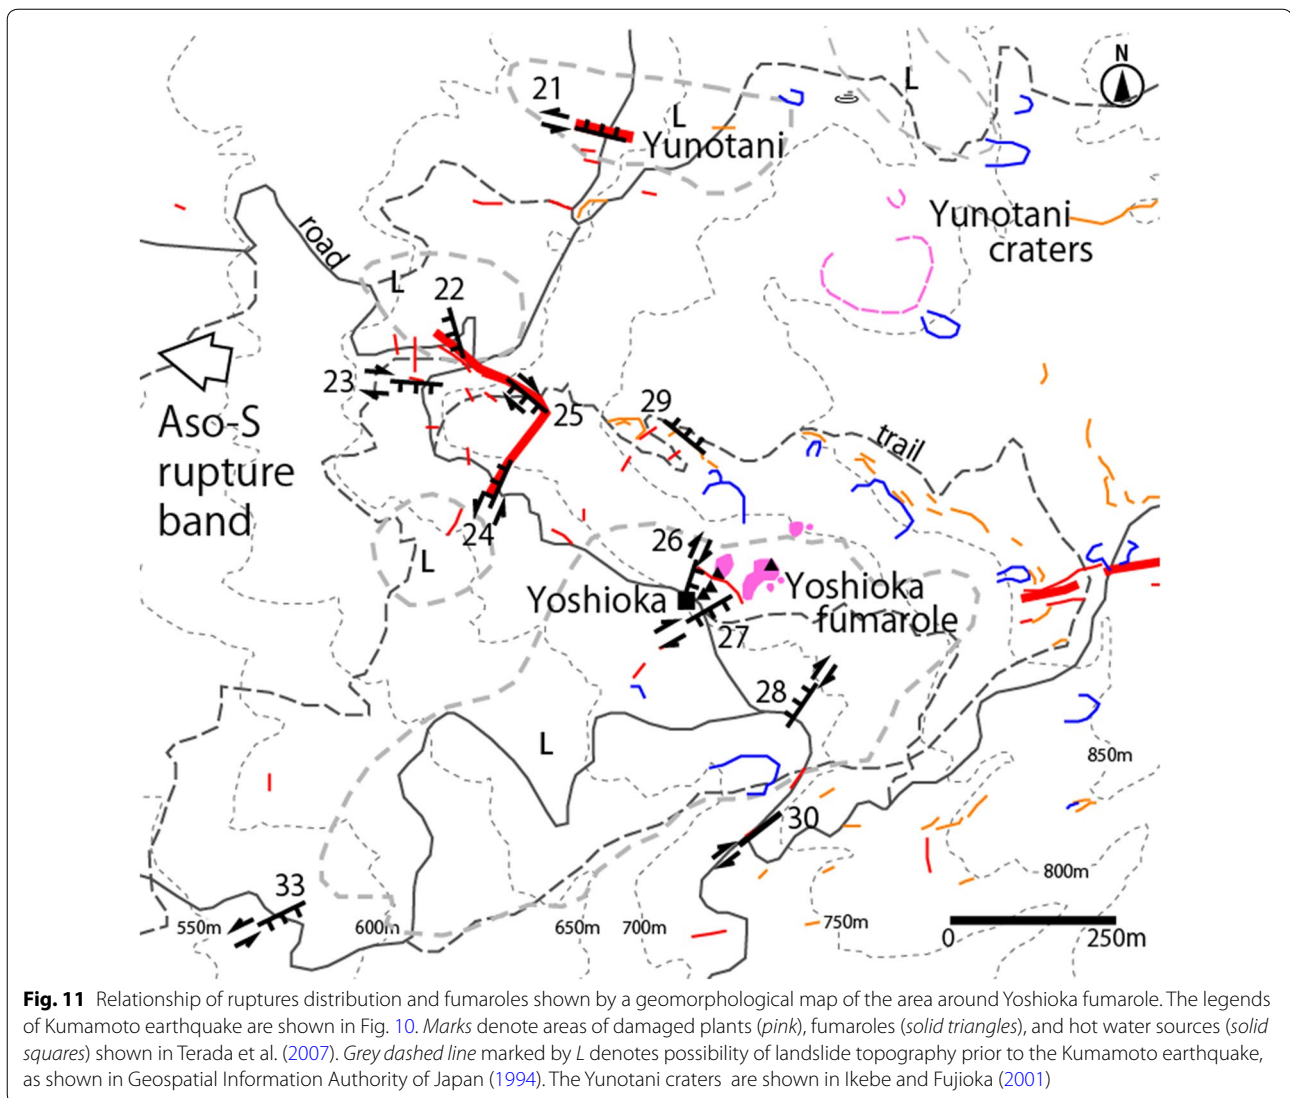 N
21
L
L
Yunotani
Yunotani
craters
road
L
22
Aso-S
rupture
band
23
25
29
trail
24
L
26
Yoshioka
Yoshioka
fumarole
27
28
L
850m
30
800m
33
550m
600m
650m
700m
750m
0
250m
Fig. 11 Relationship of ruptures distribution and fumaroles shown by a geomorphological map of the area around Yoshioka fumarole. The legends
of Kumamoto earthquake are shown in Fig. 10. Marks denote areas of damaged plants (pink), fumaroles (solid triangles), and hot water sources (solid
squares) shown in Terada et al. (2007). Grey dashed line marked by L denotes possibility of landslide topography prior to the Kumamoto earthquake,
as shown in Geospatial Information Authority of Japan (1994). The Yunotani craters are shown in Ikebe and Fujioka (2001)